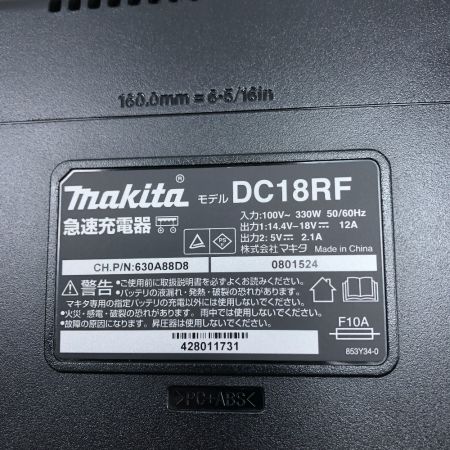 160.0mm = 6-5/16in
makita® モデル DC18RF
急速充電器
入力:100V~ 330W 50/60Hz
出力1:14.4V-18V⎓ 12A
出力2: 5V⎓ 2.1A
株式会社 マキタ Made in China
PS
E
CH.P/N:630A88D8 0801524
警告
●ご使用前に取扱説明書を必ずよくお読みください。
●バッテリの液漏れ・発熱・破裂の恐れがあります。
マキタ専用の指定バッテリの充電以外には使用しないでください。
●火災・感電・破裂の恐れがあります。雨中では使用しないでください。
●故障の原因になります。昇圧器は使用しないでください。
F10A
428011731
853Y34-0
>PC+ABS<